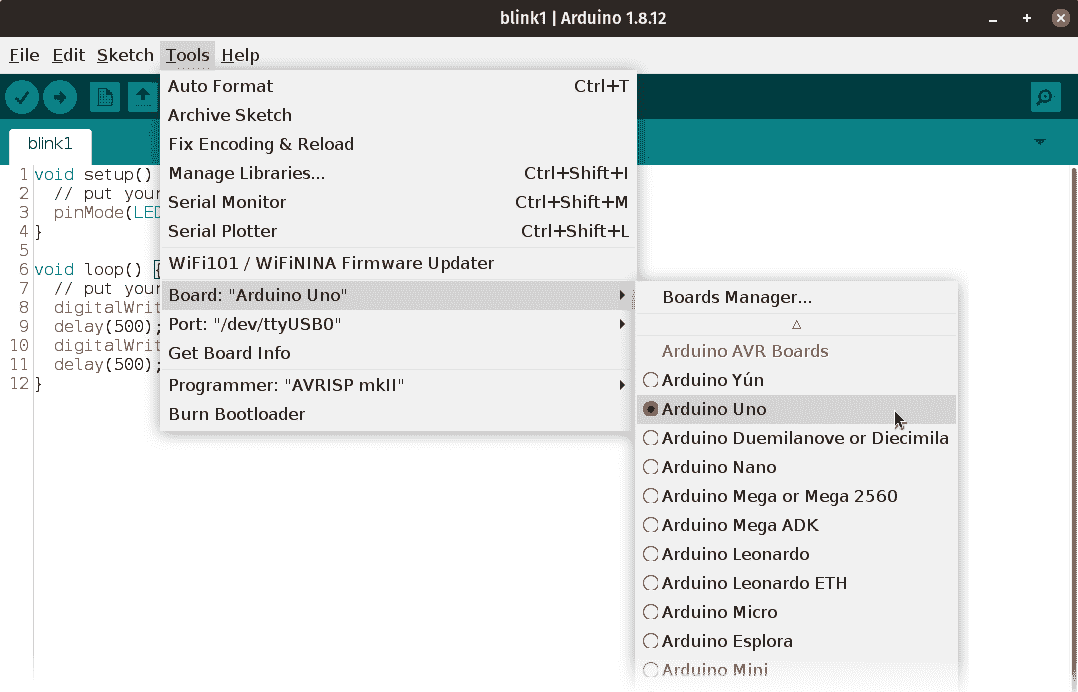 blink1 | Arduino 1.8.12
File Edit Sketch Tools Help
Auto Format Ctrl+T
Archive Sketch
Fix Encoding & Reload
Manage Libraries... Ctrl+Shift+I
Serial Monitor Ctrl+Shift+M
Serial Plotter Ctrl+Shift+L
WiFi101 / WiFiNINA Firmware Updater
Board: "Arduino Uno"
Port: "/dev/ttyUSB0"
Get Board Info
Programmer: "AVRISP mkII"
Burn Bootloader
Boards Manager...
Arduino AVR Boards
Arduino Yún
Arduino Uno
Arduino Duemilanove or Diecimila
Arduino Nano
Arduino Mega or Mega 2560
Arduino Mega ADK
Arduino Leonardo
Arduino Leonardo ETH
Arduino Micro
Arduino Esplora
Arduino Mini
blink1
1 void setup()
2 // put your
3 pinMode(LED
4 }
5
6 void loop() {
7 // put your
8 digitalWrit
9 delay(500);
10 digitalWrit
11 delay(500);
12 }